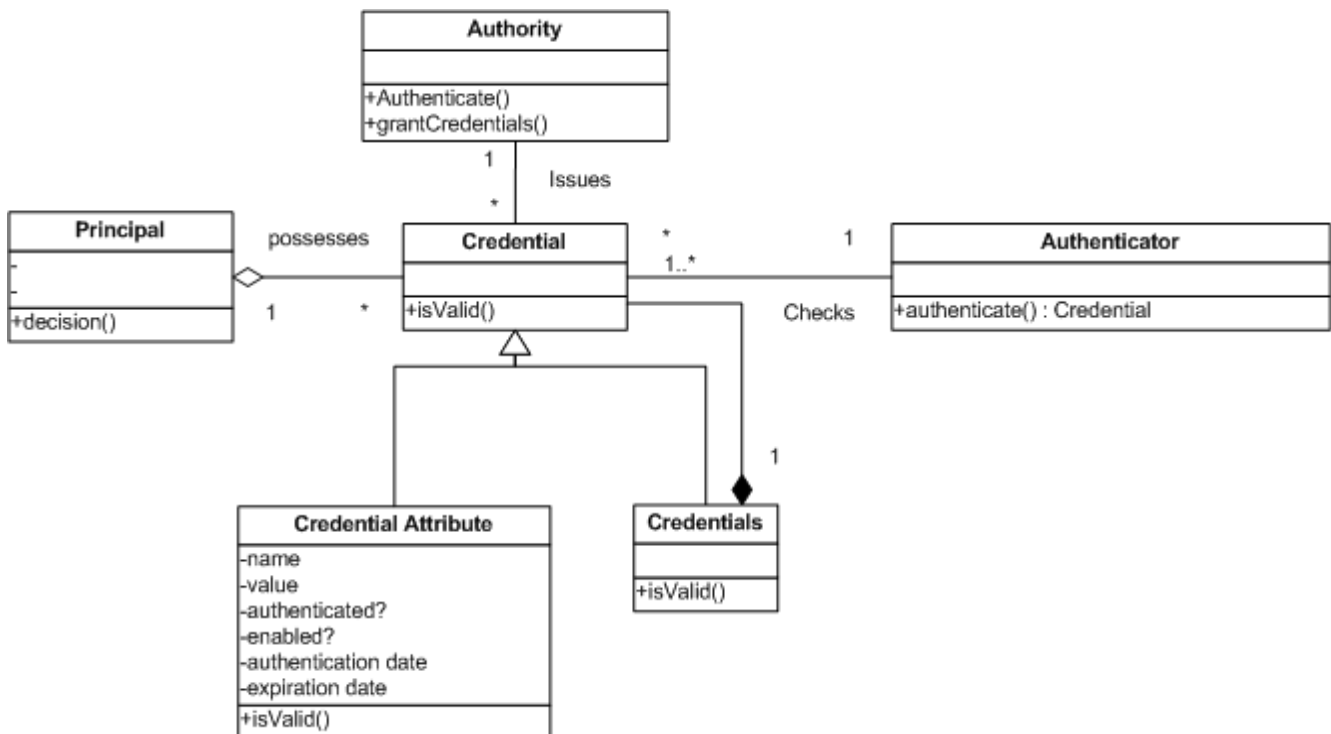 Authority
+Authenticate()
+grantCredentials()
1
Issues
*
Principal
-
-
+decision()
possesses
1
*
Credential
+isValid()
*
1..*
1
Checks
Authenticator
+authenticate() : Credential
1
Credential Attribute
-name
-value
-authenticated?
-enabled?
-authentication date
-expiration date
+isValid()
Credentials
+isValid()